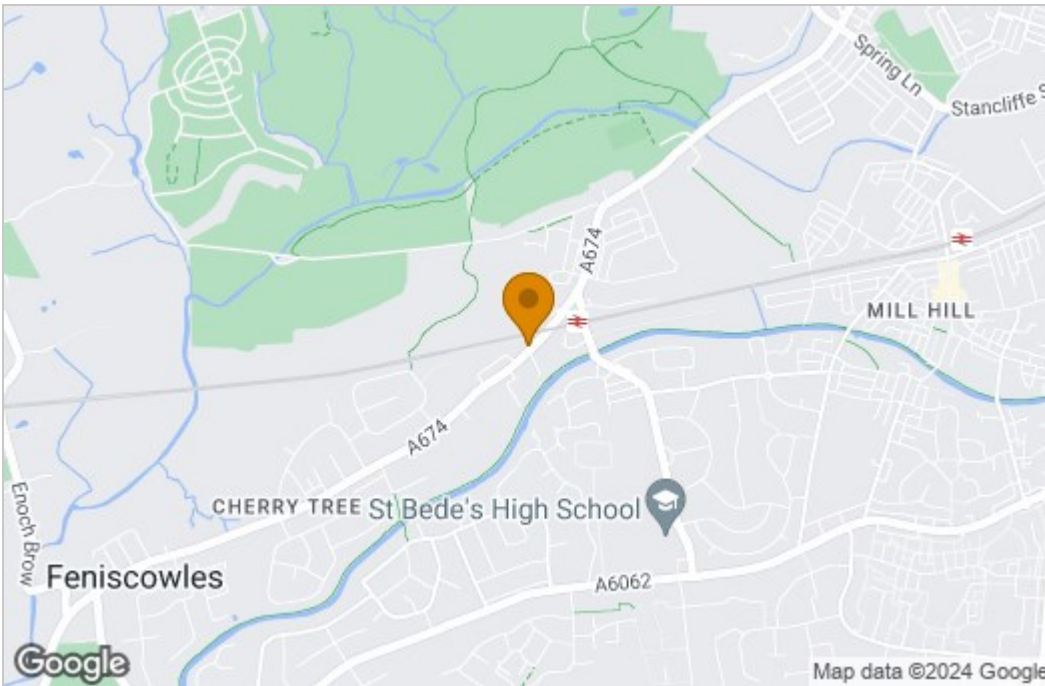 Spring Ln
Stancliffe S
A674
MILL HILL
A674
CHERRY TREE
St Bede's High School
Enoch Brow
Feniscowles
A6062
Google
Map data ©2024 Google